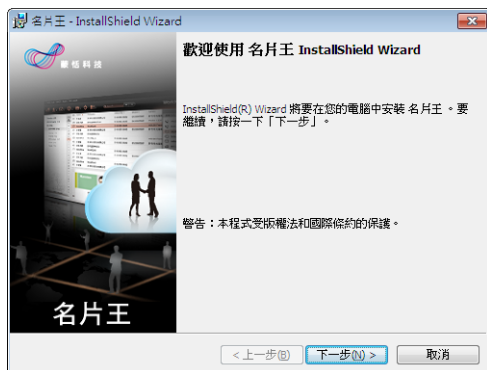 名片王 - InstallShield Wizard
蒙恬科技
歡迎使用 名片王 InstallShield Wizard
InstallShield(R) Wizard 將要在您的電腦中安裝 名片王 。要
繼續，請按一下「下一步」。
警告：本程式受版權法和國際條約的保護。
名片王
< 上一步(B)
下一步(N) >
取消